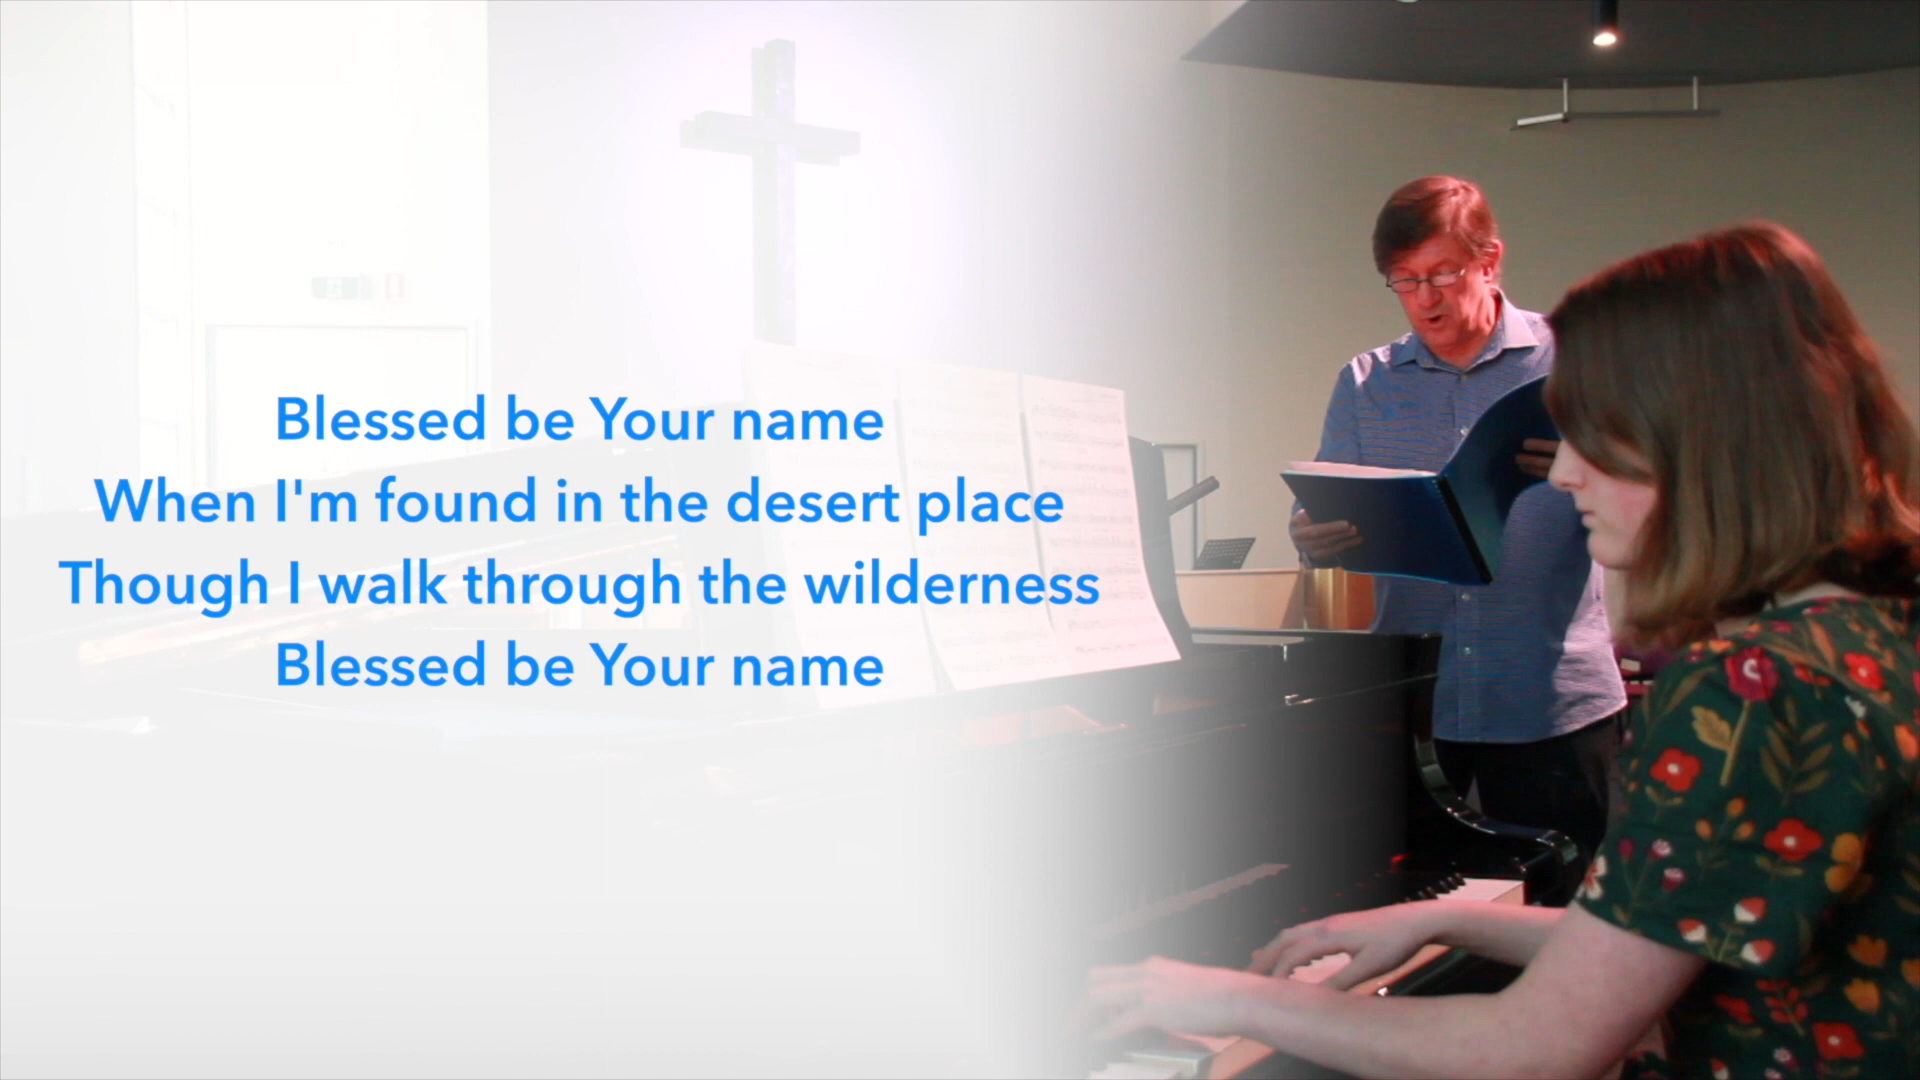 Blessed be Your name
When I'm found in the desert place
Though I walk through the wilderness
Blessed be Your name